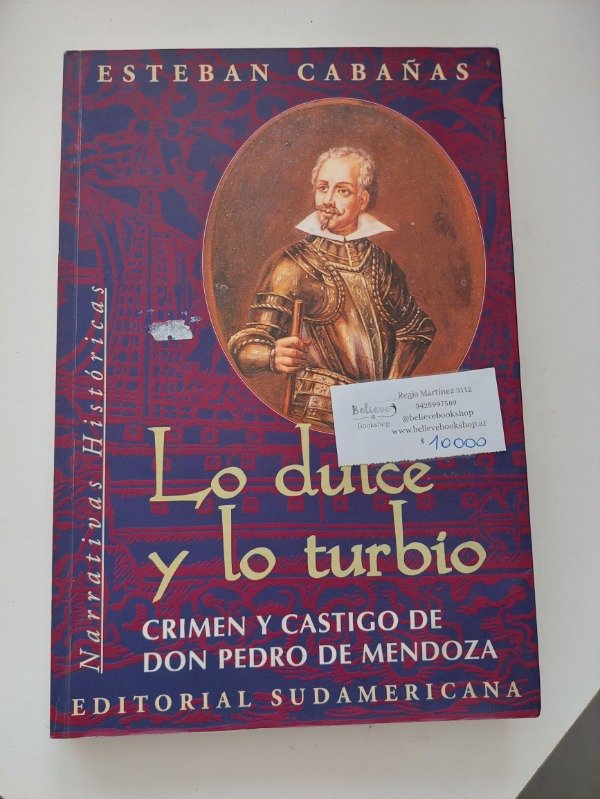 ESTEBAN CABAÑAS
Narrativas Históricas
Believe
Bookshop
Regis Martinez 3112
3425997589
@believebookshop
www.believebookshop.ar
$ 10000
Lo dulce
y lo turbio
CRIMEN Y CASTIGO DE
DON PEDRO DE MENDOZA
EDITORIAL SUDAMERICANA